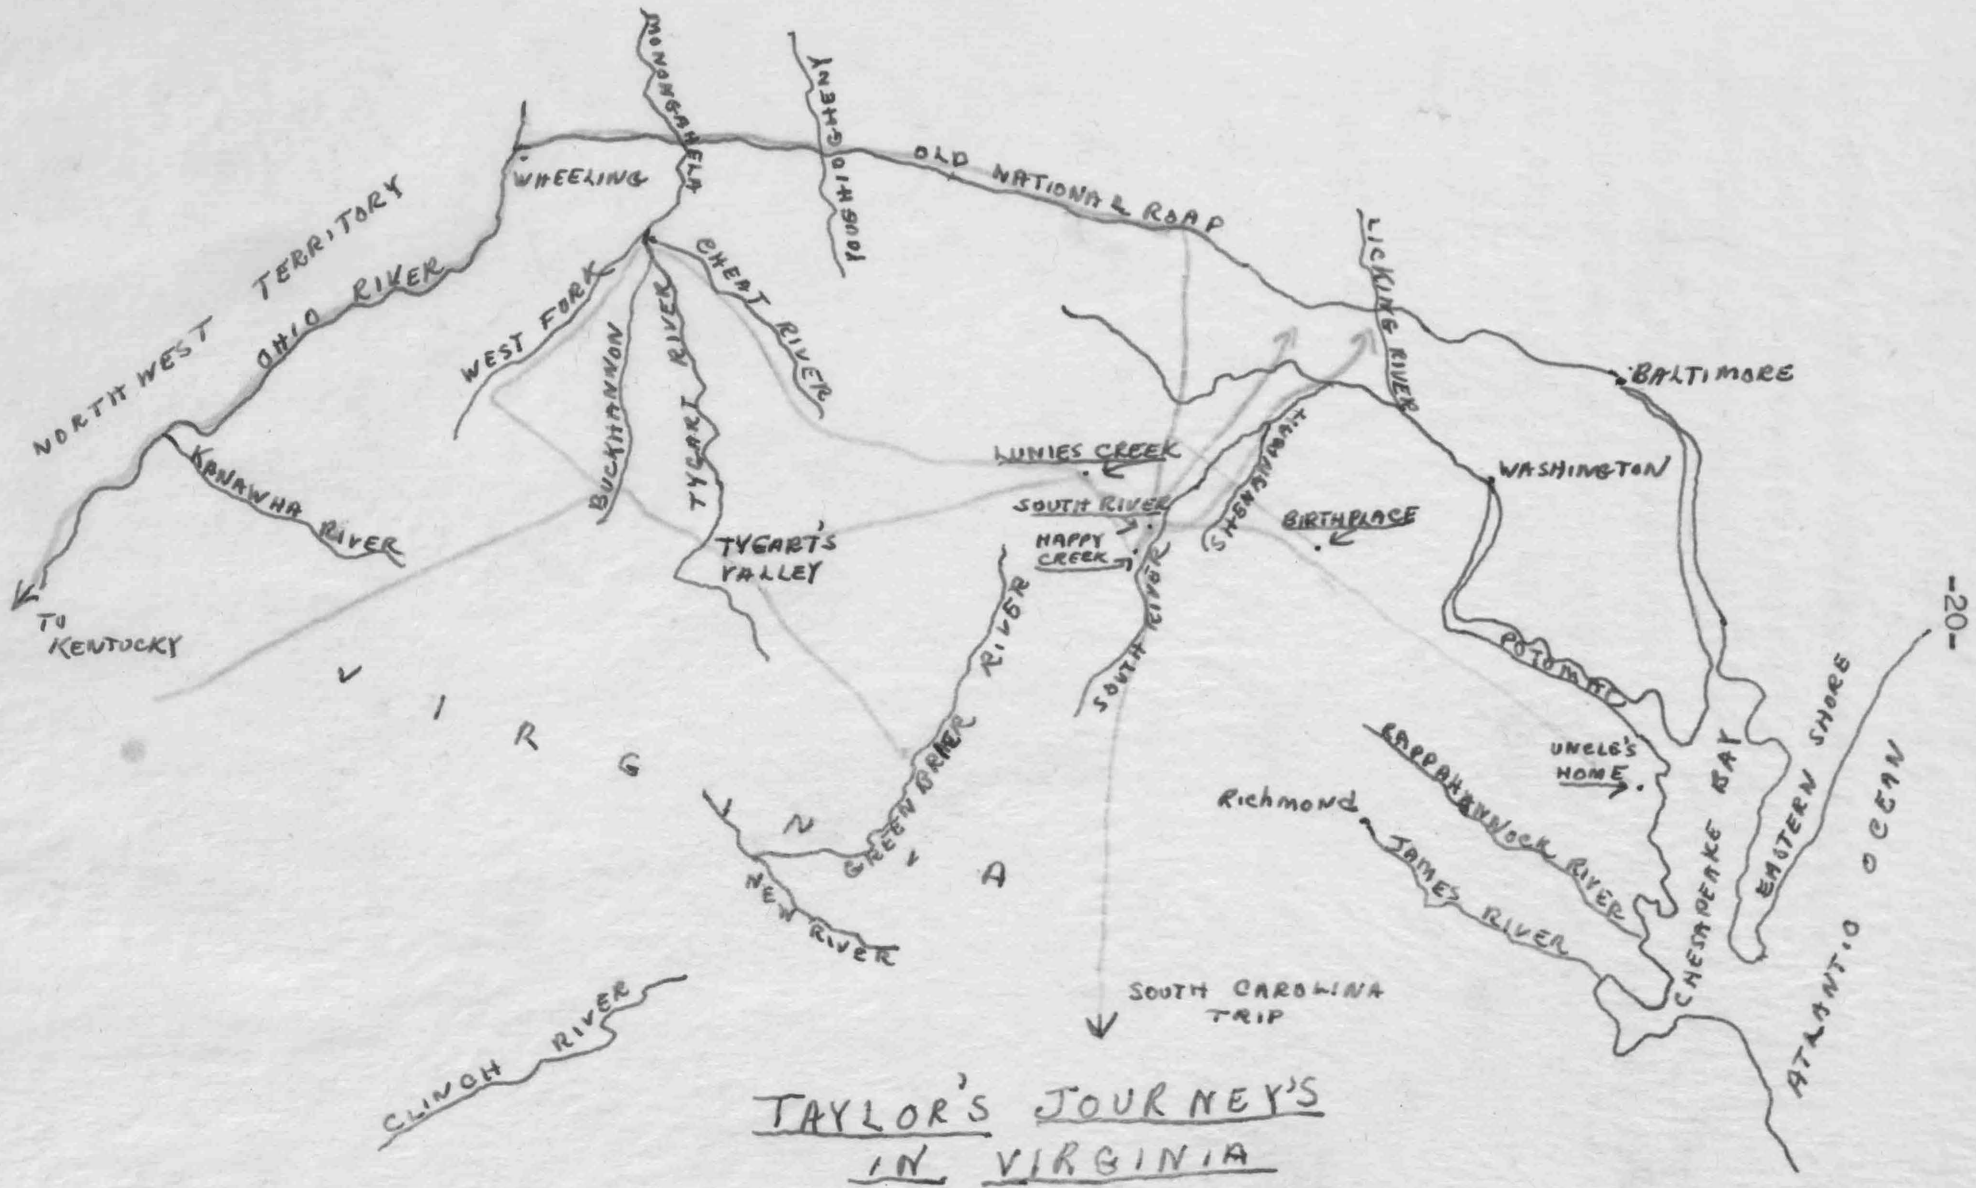 MONONGAHELA
YOUGHIOGHENY
WHEELING
OLD NATIONAL ROAD
NORTH WEST TERRITORY
OHIO RIVER
WEST FORK
BUCKHANNON
TYGART RIVER
CHEAT RIVER
LICKING RIVER
BALTIMORE
KANAWHA RIVER
LUNIES CREEK
SOUTH RIVER
HAPPY
CREEK
SHENANDOAH
BIRTHPLACE
WASHINGTON
TYGART'S
VALLEY
TO
KENTUCKY
SOUTH RIVER
GREENBRIER RIVER
POTOMAC
-20-
VIRGINIA
UNCLE'S
HOME
Richmond
RAPPAHANNOCK RIVER
JAMES RIVER
CHESAPEAKE BAY
EASTERN SHORE
ATLANTIC OCEAN
NEW RIVER
CLINCH RIVER
SOUTH CAROLINA
TRIP
TAYLOR'S JOURNEY'S
IN VIRGINIA